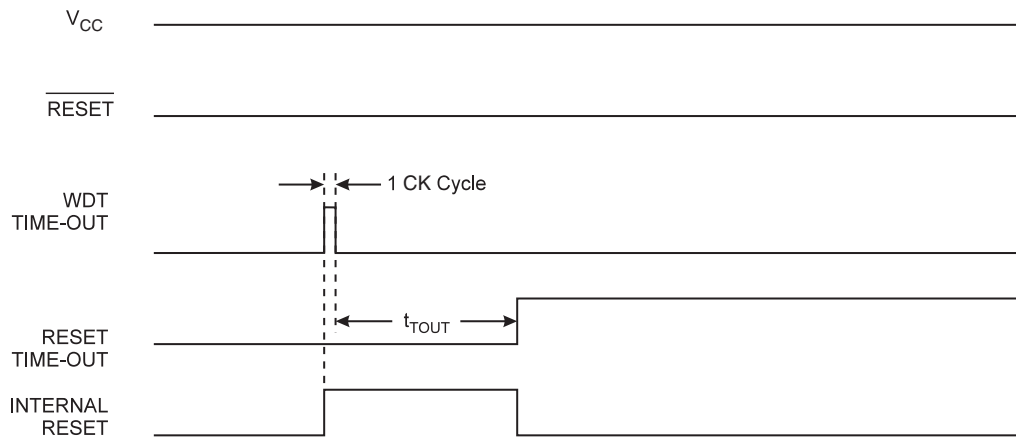 VCC
RESET
1 CK Cycle
WDT
TIME-OUT
tTOUT
RESET
TIME-OUT
INTERNAL
RESET